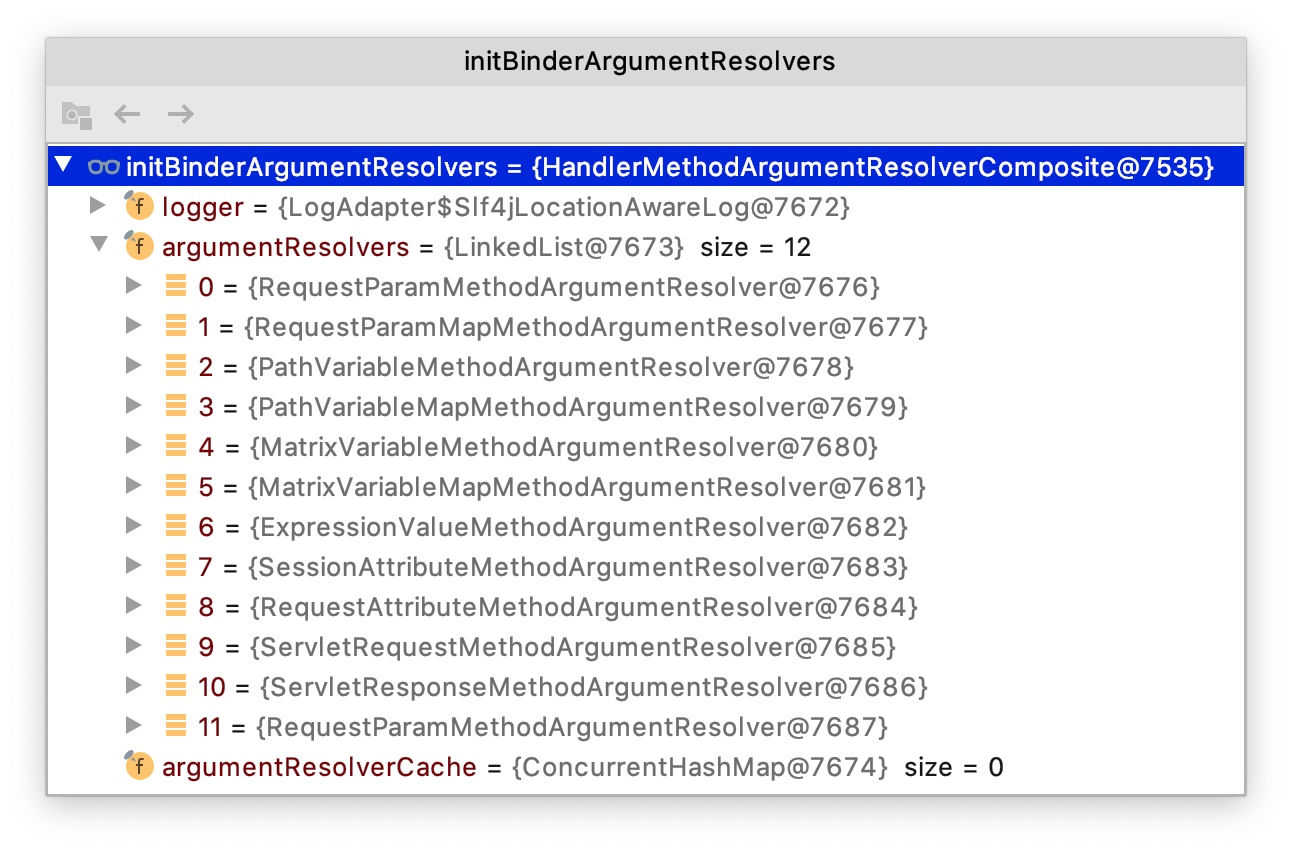 initBinderArgumentResolvers
initBinderArgumentResolvers = {HandlerMethodArgumentResolverComposite@7535}
f logger = {LogAdapter$Slf4jLocationAwareLog@7672}
f argumentResolvers = {LinkedList@7673} size = 12
0 = {RequestParamMethodArgumentResolver@7676}
1 = {RequestParamMapMethodArgumentResolver@7677}
2 = {PathVariableMethodArgumentResolver@7678}
3 = {PathVariableMapMethodArgumentResolver@7679}
4 = {MatrixVariableMethodArgumentResolver@7680}
5 = {MatrixVariableMapMethodArgumentResolver@7681}
6 = {ExpressionValueMethodArgumentResolver@7682}
7 = {SessionAttributeMethodArgumentResolver@7683}
8 = {RequestAttributeMethodArgumentResolver@7684}
9 = {ServletRequestMethodArgumentResolver@7685}
10 = {ServletResponseMethodArgumentResolver@7686}
11 = {RequestParamMethodArgumentResolver@7687}
f argumentResolverCache = {ConcurrentHashMap@7674} size = 0